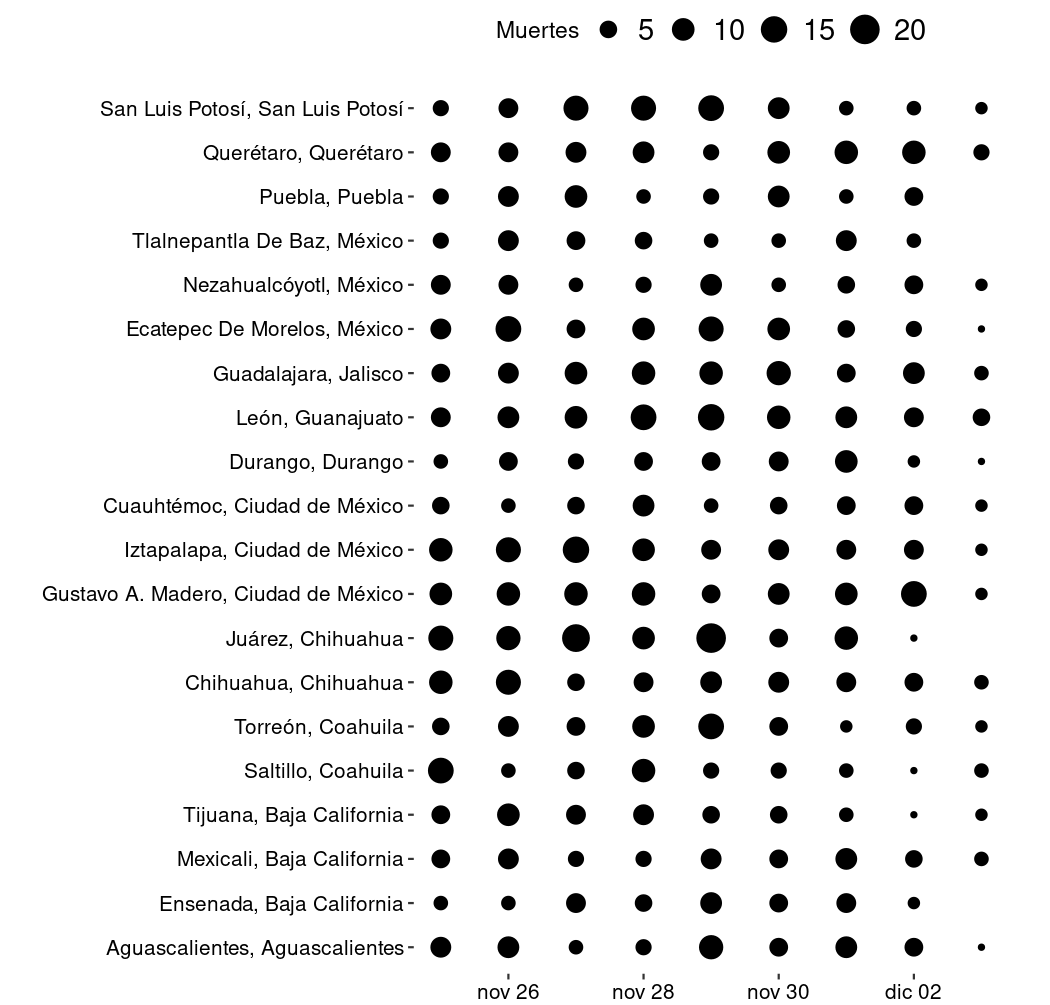 Muertes 5 10 15 20
San Luis Potosí, San Luis Potosí
Querétaro, Querétaro
Puebla, Puebla
Tlalnepantla De Baz, México
Nezahualcóyotl, México
Ecatepec De Morelos, México
Guadalajara, Jalisco
León, Guanajuato
Durango, Durango
Cuauhtémoc, Ciudad de México
Iztapalapa, Ciudad de México
Gustavo A. Madero, Ciudad de México
Juárez, Chihuahua
Chihuahua, Chihuahua
Torreón, Coahuila
Saltillo, Coahuila
Tijuana, Baja California
Mexicali, Baja California
Ensenada, Baja California
Aguascalientes, Aguascalientes
nov 26 nov 28 nov 30 dic 02